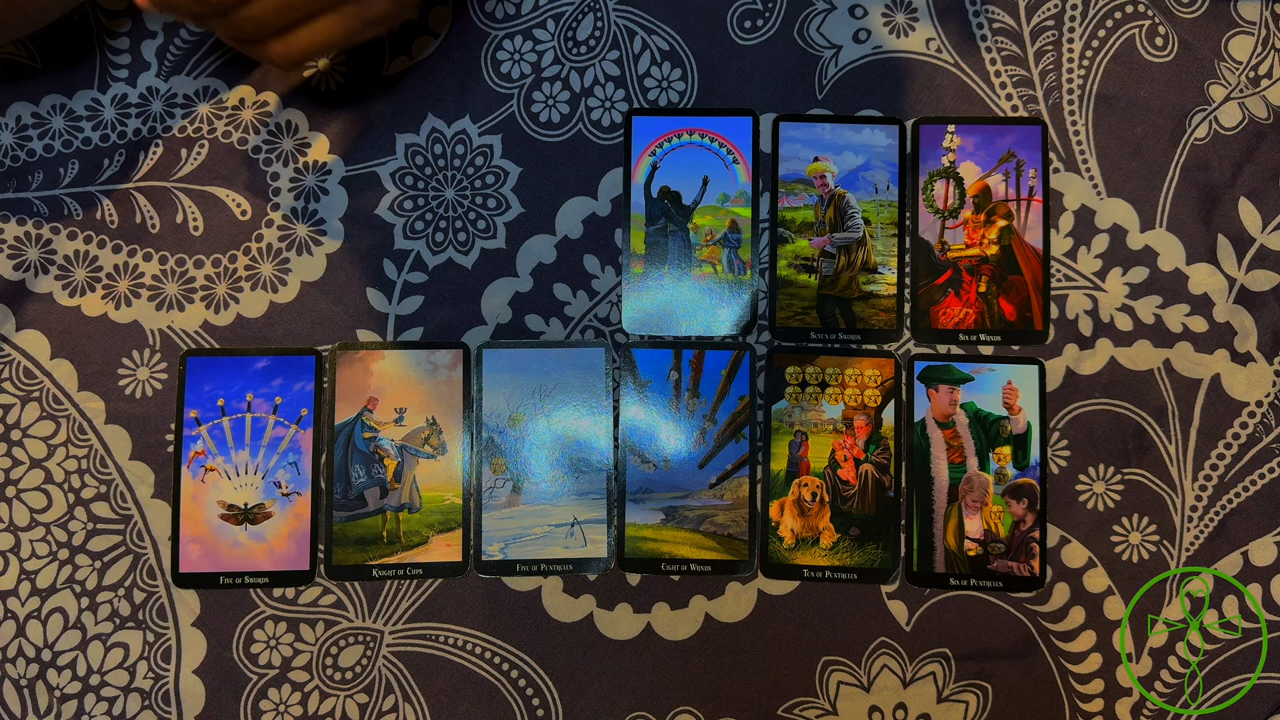 Seven of Swords
Six of Wands
Five of Swords
Knight of Cups
Five of Pentacles
Eight of Wands
Ten of Pentacles
Six of Pentacles